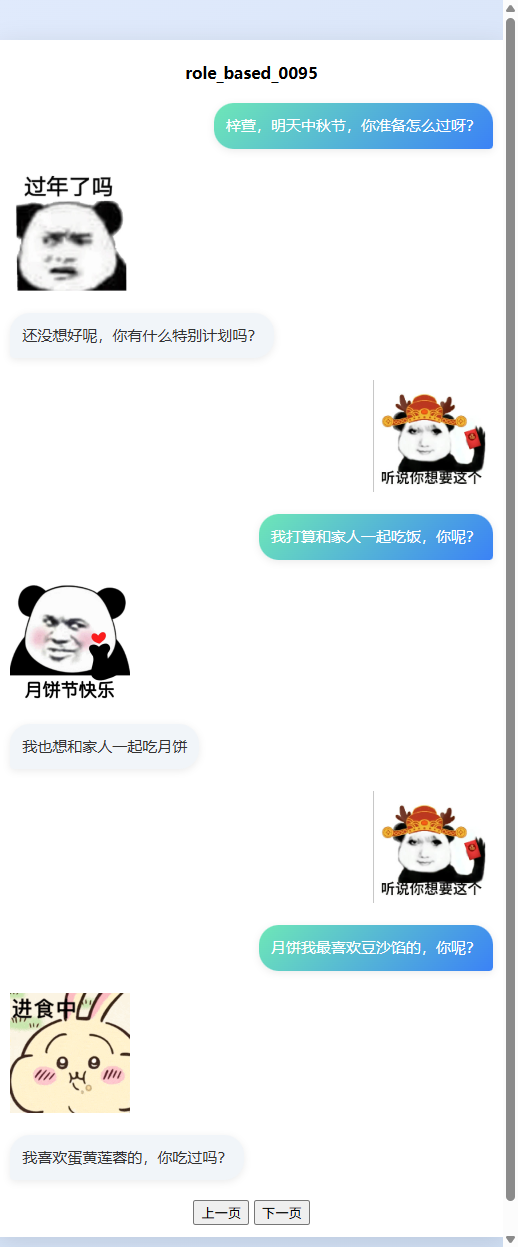 role_based_0095
梓萱，明天中秋节，你准备怎么过呀？
过年了吗
还没想好呢，你有什么特别计划吗？
听说你想要这个
我打算和家人一起吃饭，你呢？
月饼节快乐
我也想和家人一起吃月饼
听说你想要这个
月饼我最喜欢豆沙馅的，你呢？
进食中
我喜欢蛋黄莲蓉的，你吃过吗？
上一页 下一页